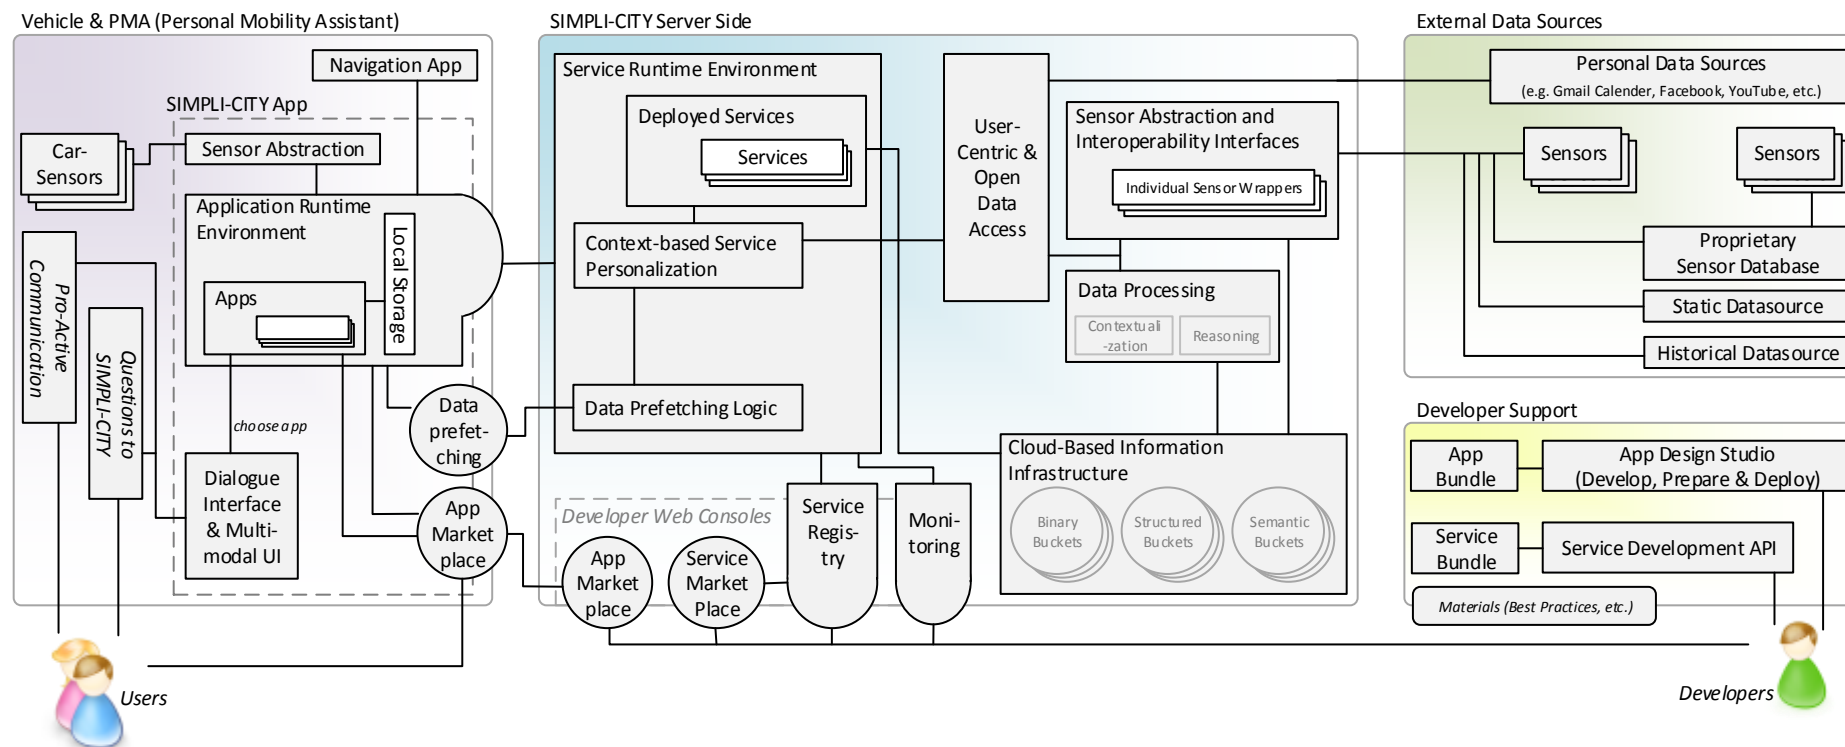 Vehicle & PMA (Personal Mobility Assistant)
Navigation App
SIMPLI-CITY App
Car-
Sensors
Sensor Abstraction
Application Runtime
Environment
Local Storage
Apps
Pro-Active
Communication
Questions to
SIMPLI-CITY
choose app
Dialogue
Interface
& Multi-
modal UI
Data
prefet-
ching
App
Market
place
Users
SIMPLI-CITY Server Side
Service Runtime Environment
Deployed Services
Services
Context-based Service
Personalization
Data Prefetching Logic
User-
Centric &
Open
Data
Access
Sensor Abstraction and
Interoperability Interfaces
Individual Sensor Wrappers
Data Processing
Contextuali
-zation
Reasoning
Cloud-Based Information
Infrastructure
Binary
Buckets
Structured
Buckets
Semantic
Buckets
Developer Web Consoles
App
Market
place
Service
Market
Place
Service
Regis-
try
Moni-
toring
External Data Sources
Personal Data Sources
(e.g. Gmail Calender, Facebook, YouTube, etc.)
Sensors
Sensors
Proprietary
Sensor Database
Static Datasource
Historical Datasource
Developer Support
App
Bundle
App Design Studio
(Develop, Prepare & Deploy)
Service
Bundle
Service Development API
Materials (Best Practices, etc.)
Developers